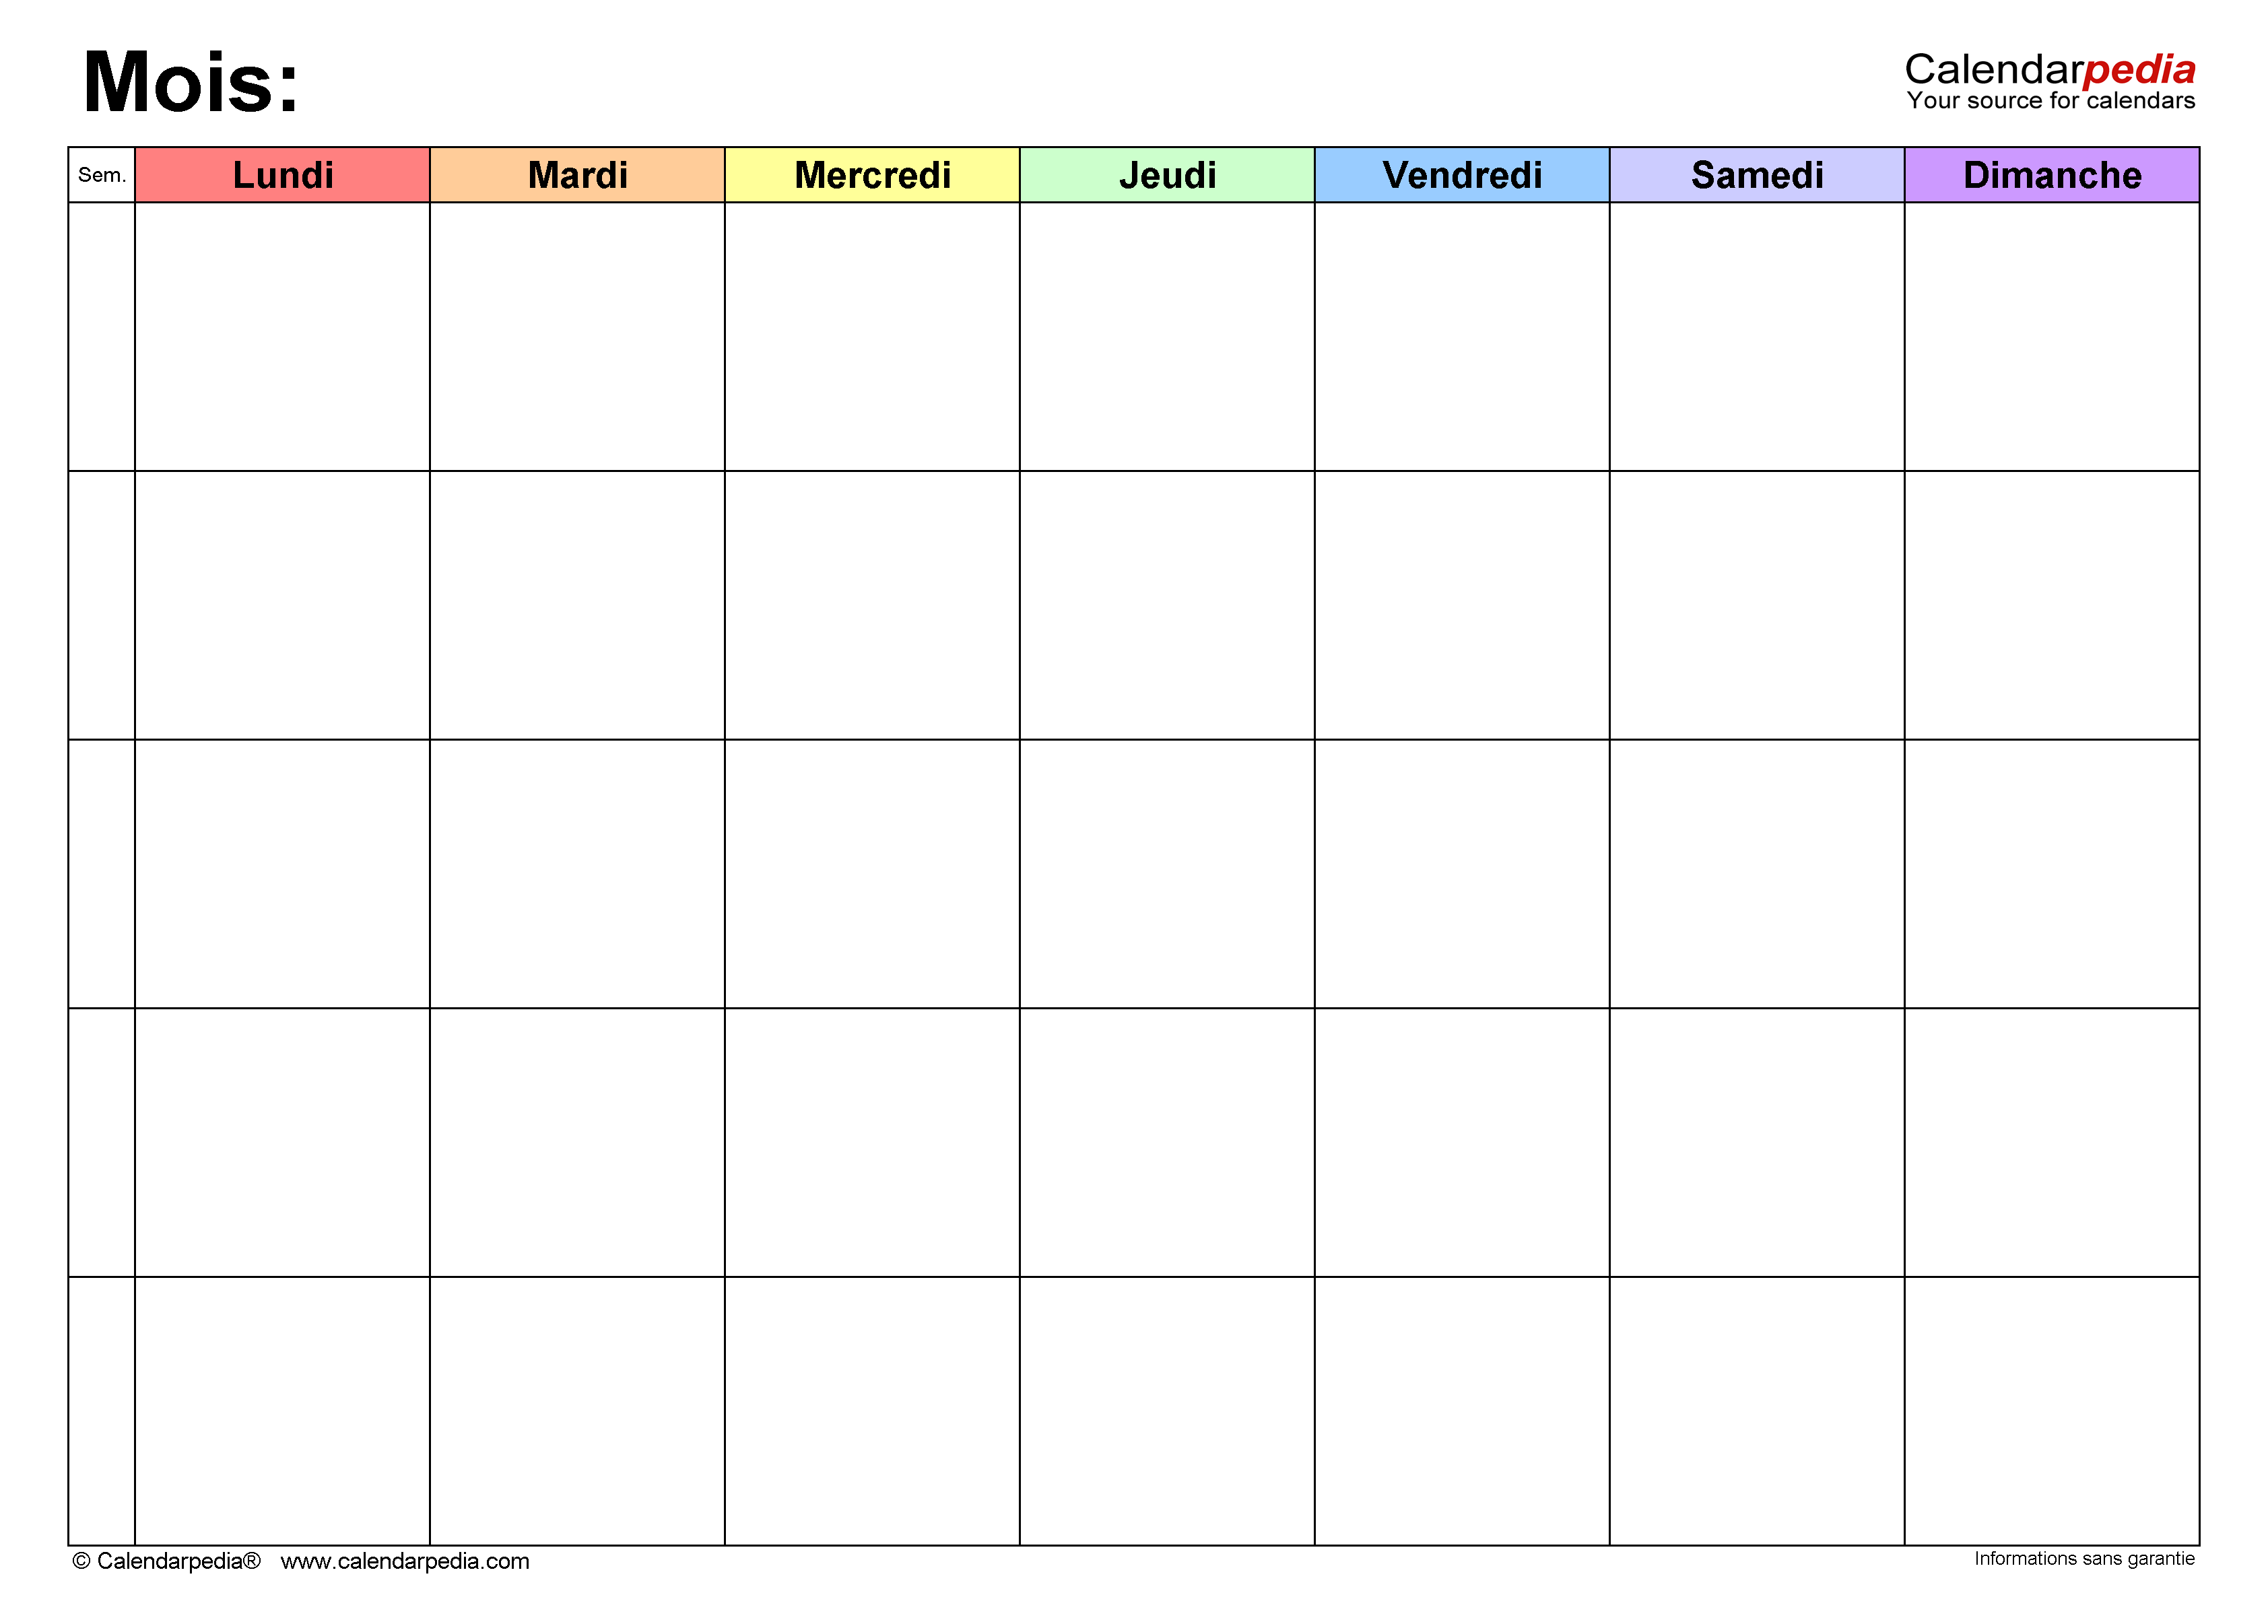 Mois:
Calendarpedia
Your source for calendars
Sem. Lundi Mardi Mercredi Jeudi Vendredi Samedi Dimanche
© Calendarpedia® www.calendarpedia.com
Informations sans garantie